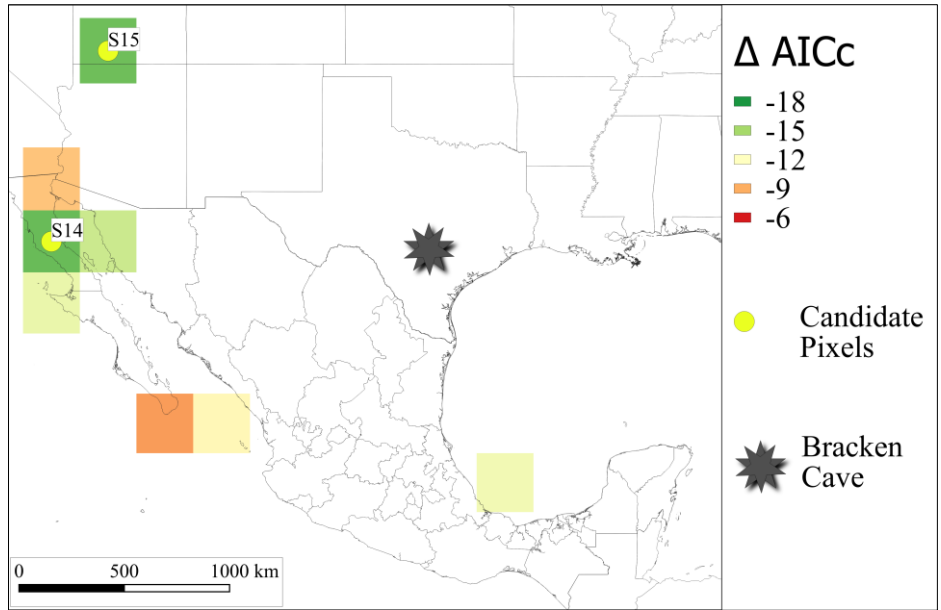 S15
S14
0 500 1000 km
Δ AICc
-18
-15
-12
-9
-6
Candidate
Pixels
Bracken
Cave